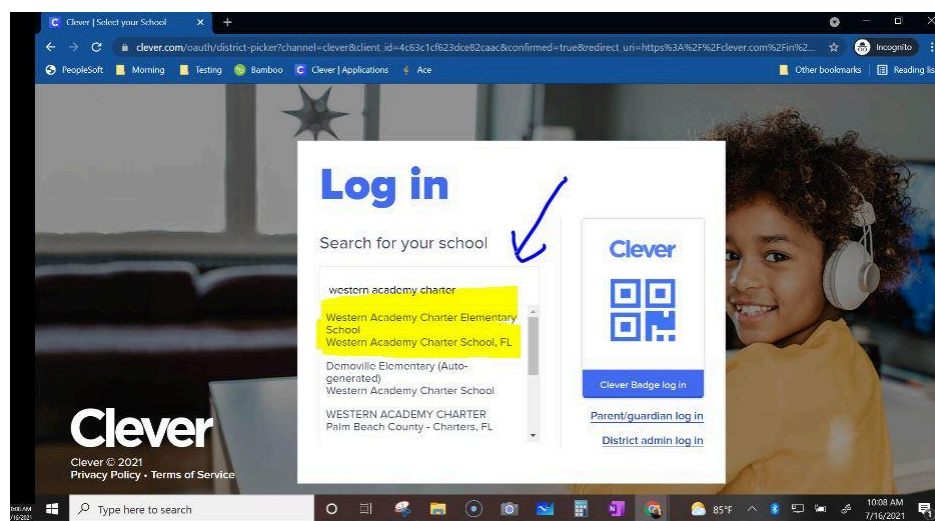 Clever | Select your School
clever.com/oauth/district-picker?channel=clever&client_id=4c63c1cf623dce82caac&confirmed=true&redirect_uri=https%3A%2F%2Fclever.com%2Fin%2...
Incognito
PeopleSoft Morning Testing Bamboo Clever | Applications Ace Other bookmarks Reading lis
Log in
Search for your school
western academy charter
Western Academy Charter Elementary
School
Western Academy Charter School, FL
Demoville Elementary (Auto-
generated)
Western Academy Charter School
WESTERN ACADEMY CHARTER
Palm Beach County - Charters, FL
Clever
Clever Badge log in
Parent/guardian log in
District admin log in
Clever
Clever © 2021
Privacy Policy • Terms of Service
Type here to search
85°F
10:08 AM
7/16/2021